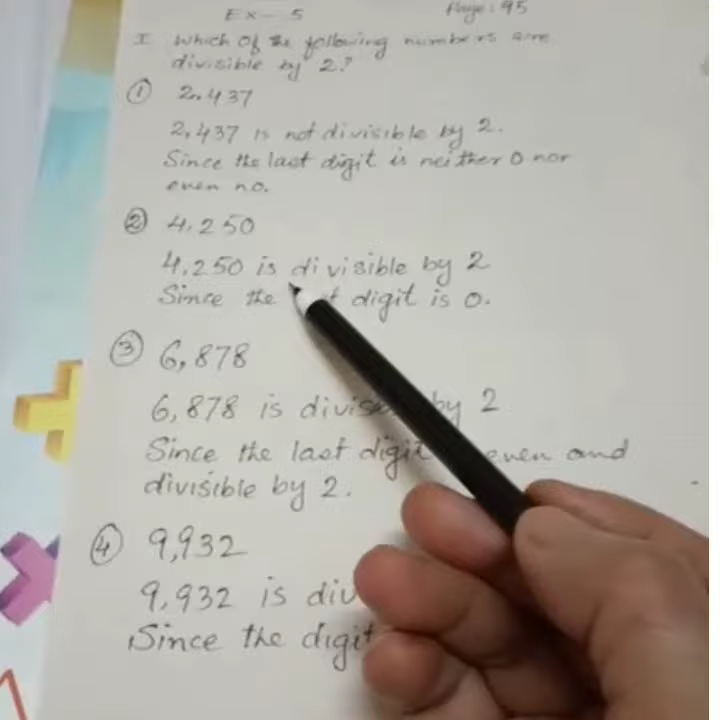 Ex - 5
Page: 95
I Which of the following numbers are
divisible by 2?
① 2,437
2,437 is not divisible by 2.
Since the last digit is neither 0 nor
even no.
② 4,250
4,250 is divisible by 2
Since the digit is 0.
③ 6,878
6,878 is by 2
Since the last even and
divisible by 2.
④ 9,932
9,932 is div
Since the digit